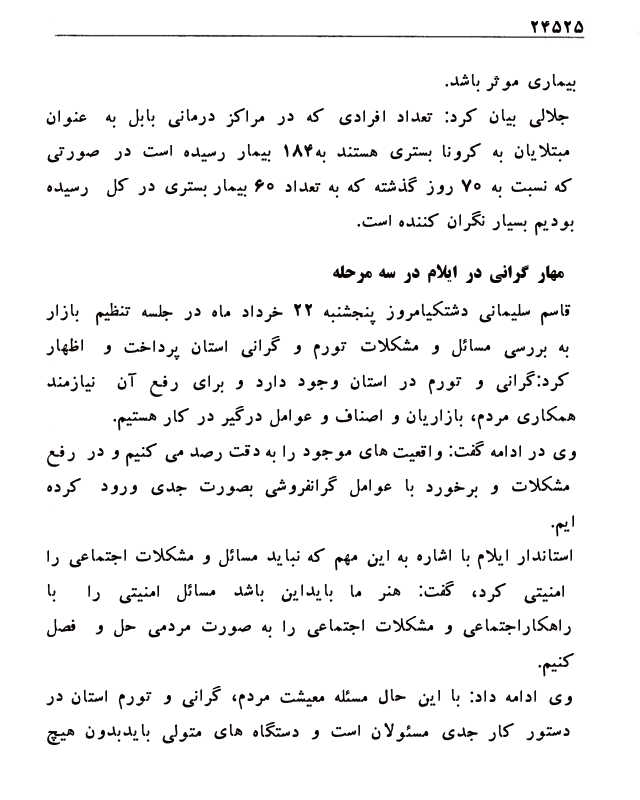 ۲۴۵۲۵
بیماری موثر باشد.
جلالی بیان کرد: تعداد افرادی که در مراکز درمانی بابل به عنوان
مبتلایان به کرونا بستری هستند به۱۸۴ بیمار رسیده است در صورتی
که نسبت به ۷۰ روز گذشته که به تعداد ۶۰ بیمار بستری در کل رسیده
بودیم بسیار نگران کننده است.
مهار گرانی در ایلام در سه مرحله
قاسم سلیمانی دشتکیامروز پنجشنبه ۲۲ خرداد ماه در جلسه تنظیم بازار
به بررسی مسائل و مشکلات تورم و گرانی استان پرداخت و اظهار
کرد:گرانی و تورم در استان وجود دارد و برای رفع آن نیازمند
همکاری مردم، بازاریان و اصناف و عوامل درگیر در کار هستیم.
وی در ادامه گفت: واقعیت های موجود را به دقت رصد می کنیم و در رفع
مشکلات و برخورد با عوامل گرانفروشی بصورت جدی ورود کرده
ایم.
استاندار ایلام با اشاره به این مهم که نباید مسائل و مشکلات اجتماعی را
امنیتی کرد، گفت: هنر ما بایداین باشد مسائل امنیتی را با
راهکاراجتماعی و مشکلات اجتماعی را به صورت مردمی حل و فصل
کنیم.
وی ادامه داد: با این حال مسئله معیشت مردم، گرانی و تورم استان در
دستور کار جدی مسئولان است و دستگاه های متولی بایدبدون هیچ